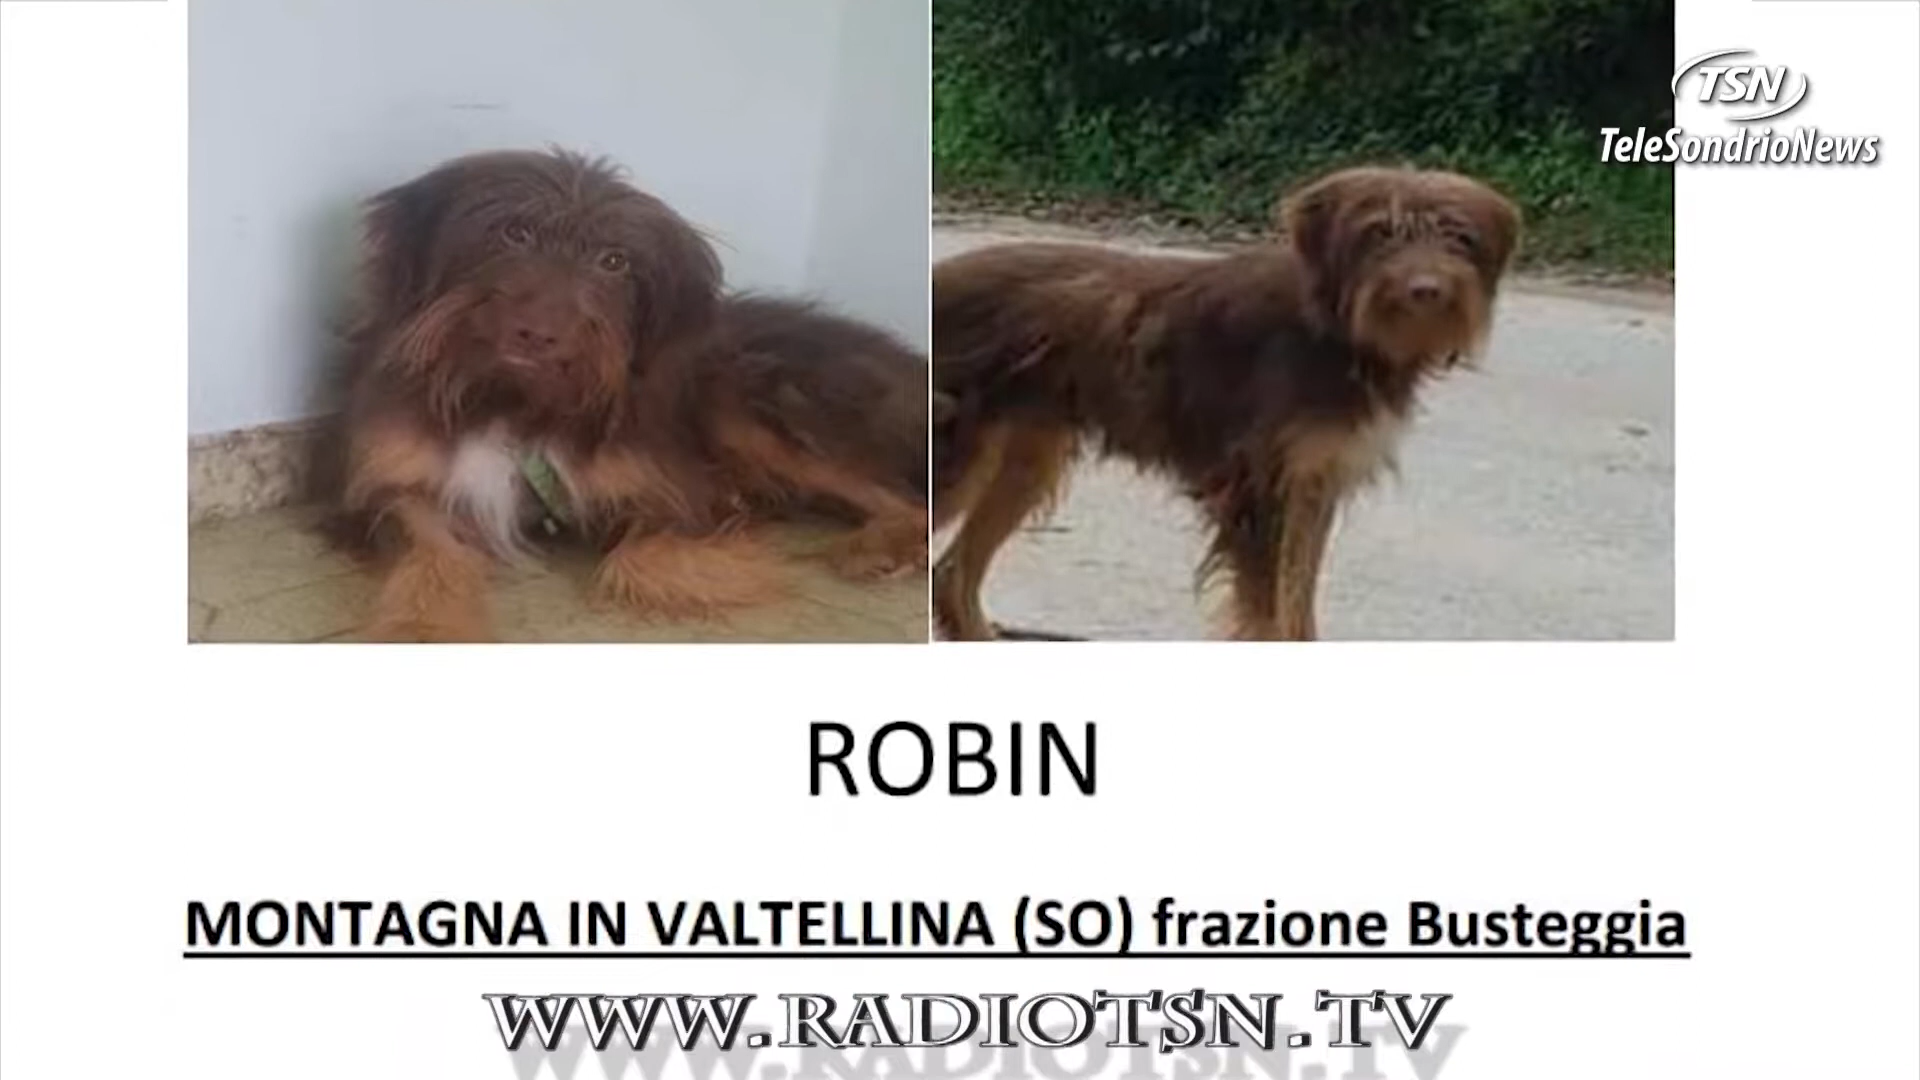 TSN
TeleSondrioNews
ROBIN
MONTAGNA IN VALTELLINA (SO) frazione Busteggia
WWW.RADIOTSN.TV